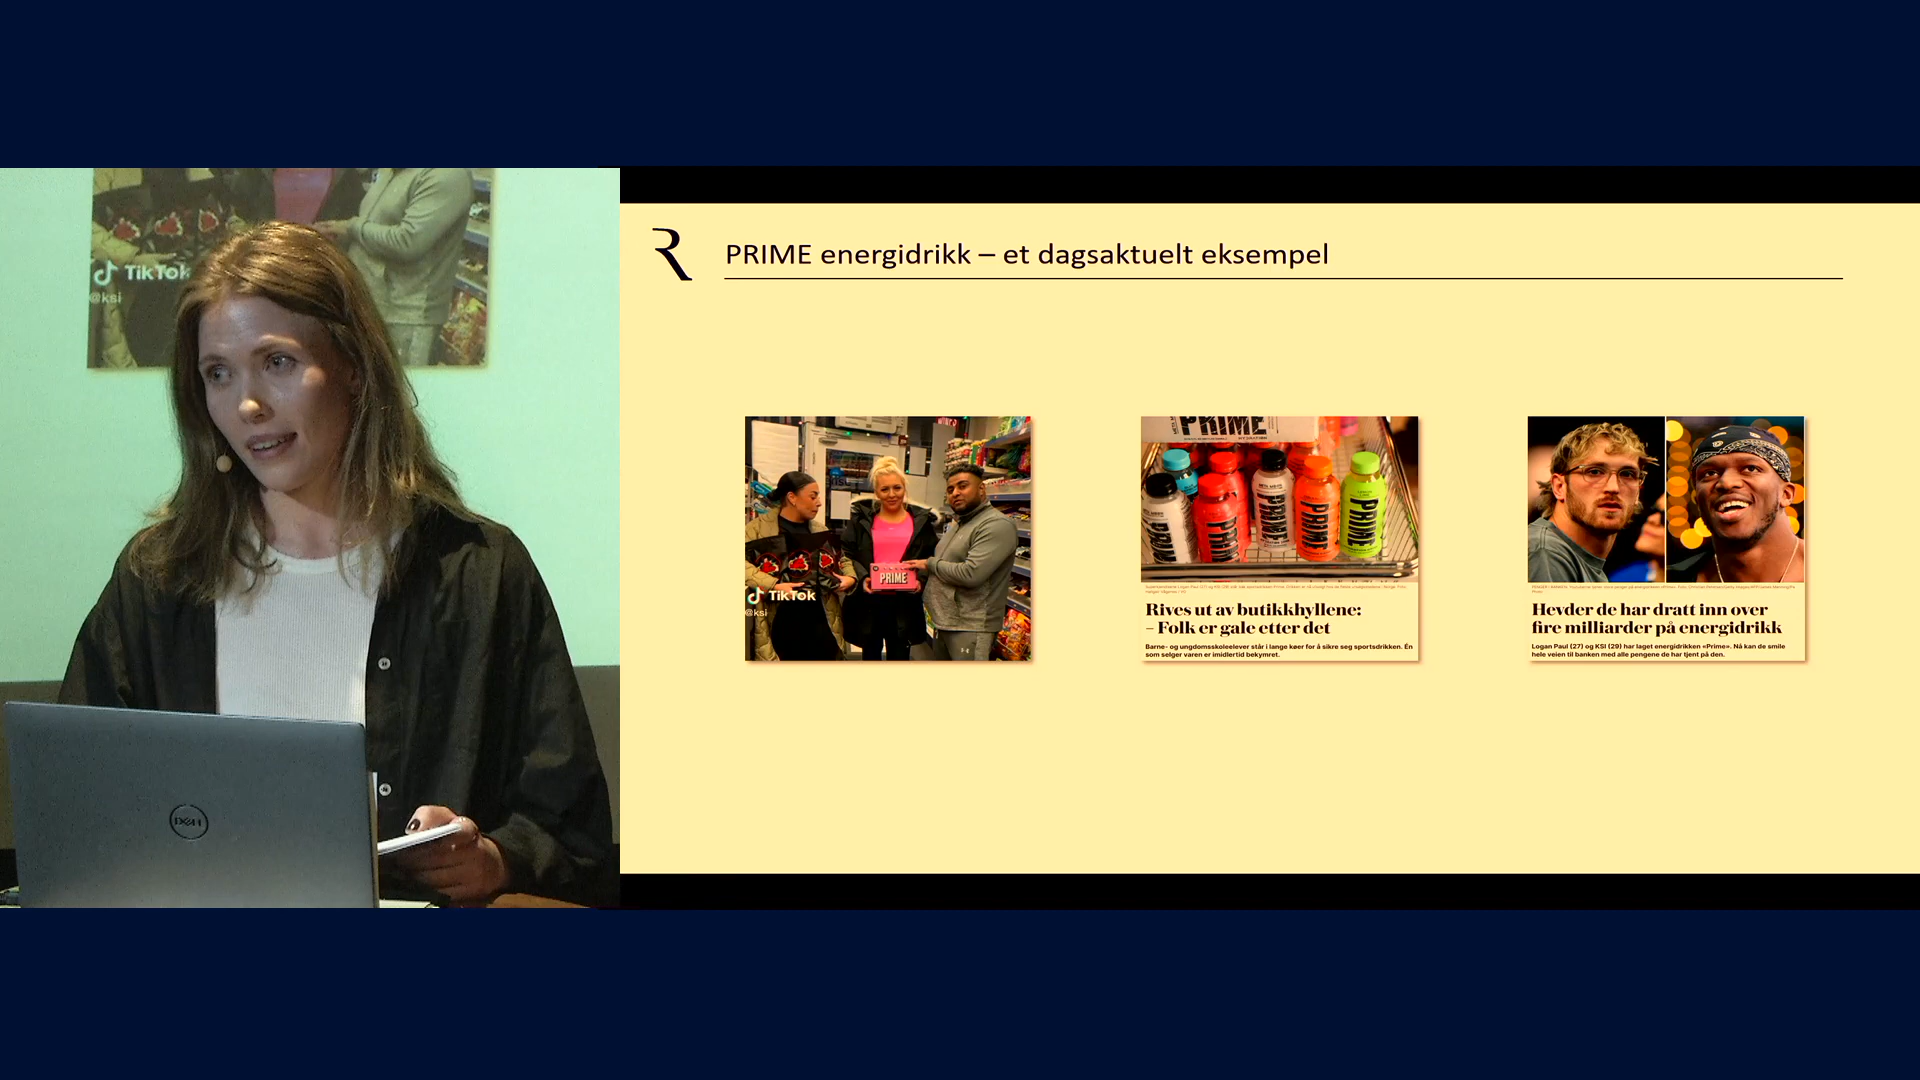 TikTok
@ksi
DELL
PRIME energidrikk – et dagsaktuelt eksempel
PRIME
TikTok
@ksi
PRIME
PRIME
PRIME
PRIME
PRIME
PRIME
Rives ut av butikkhyllene:
– Folk er gale etter det
Barne- og ungdomsskoleelever står i lange køer for å sikre seg sportsdrikken. Én
som selger varen er imidlertid bekymret.
Hevder de har dratt inn over
fire milliarder på energidrikk
Logan Paul (27) og KSI (29) har laget energidrikken «Prime». Nå kan de smile
hele veien til banken med alle pengene de har tjent på den.